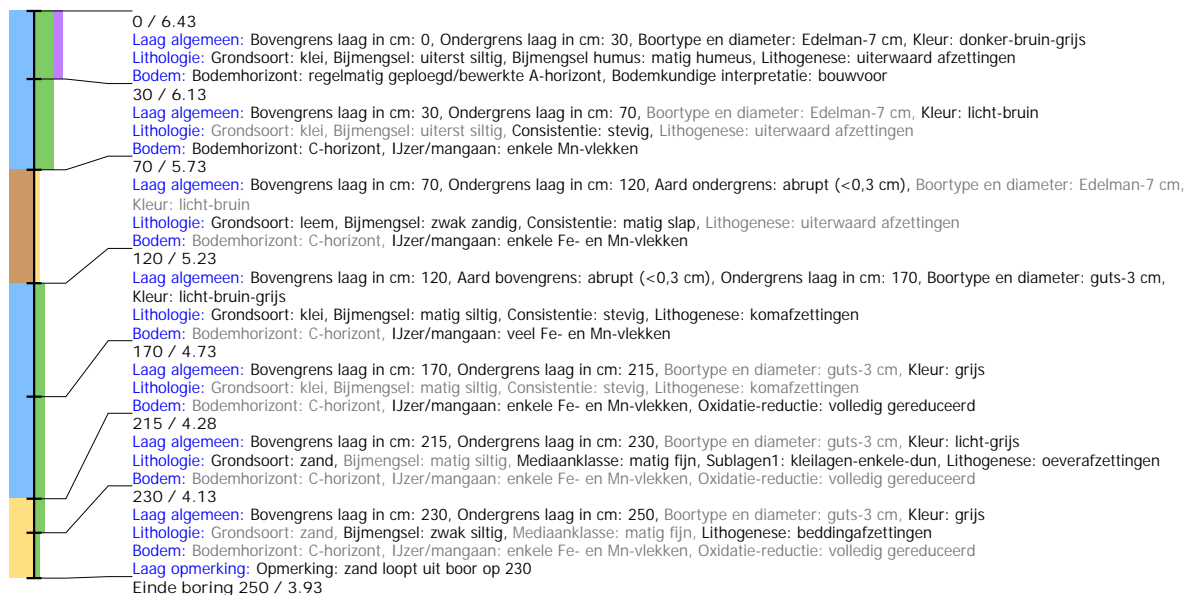 0 / 6.43
Laag algemeen: Bovengrens laag in cm: 0, Ondergrens laag in cm: 30, Boortype en diameter: Edelman-7 cm, Kleur: donker-bruin-grijs
Lithologie: Grondsoort: klei, Bijmengsel: uiterst siltig, Bijmengsel humus: matig humeus, Lithogenese: uiterwaard afzettingen
Bodem: Bodemhorizont: regelmatig geploegd/bewerkte A-horizont, Bodemkundige interpretatie: bouwvoor
30 / 6.13
Laag algemeen: Bovengrens laag in cm: 30, Ondergrens laag in cm: 70, Boortype en diameter: Edelman-7 cm, Kleur: licht-bruin
Lithologie: Grondsoort: klei, Bijmengsel: uiterst siltig, Consistentie: stevig, Lithogenese: uiterwaard afzettingen
Bodem: Bodemhorizont: C-horizont, IJzer/mangaan: enkele Mn-vlekken
70 / 5.73
Laag algemeen: Bovengrens laag in cm: 70, Ondergrens laag in cm: 120, Aard ondergrens: abrupt (<0,3 cm), Boortype en diameter: Edelman-7 cm,
Kleur: licht-bruin
Lithologie: Grondsoort: leem, Bijmengsel: zwak zandig, Consistentie: matig slap, Lithogenese: uiterwaard afzettingen
Bodem: Bodemhorizont: C-horizont, IJzer/mangaan: enkele Fe- en Mn-vlekken
120 / 5.23
Laag algemeen: Bovengrens laag in cm: 120, Aard bovengrens: abrupt (<0,3 cm), Ondergrens laag in cm: 170, Boortype en diameter: guts-3 cm,
Kleur: licht-bruin-grijs
Lithologie: Grondsoort: klei, Bijmengsel: matig siltig, Consistentie: stevig, Lithogenese: komafzettingen
Bodem: Bodemhorizont: C-horizont, IJzer/mangaan: veel Fe- en Mn-vlekken
170 / 4.73
Laag algemeen: Bovengrens laag in cm: 170, Ondergrens laag in cm: 215, Boortype en diameter: guts-3 cm, Kleur: grijs
Lithologie: Grondsoort: klei, Bijmengsel: matig siltig, Consistentie: stevig, Lithogenese: komafzettingen
Bodem: Bodemhorizont: C-horizont, IJzer/mangaan: enkele Fe- en Mn-vlekken, Oxidatie-reductie: volledig gereduceerd
215 / 4.28
Laag algemeen: Bovengrens laag in cm: 215, Ondergrens laag in cm: 230, Boortype en diameter: guts-3 cm, Kleur: licht-grijs
Lithologie: Grondsoort: zand, Bijmengsel: matig siltig, Mediaanklasse: matig fijn, Sublagen1: kleilagen-enkele-dun, Lithogenese: oeverafzettingen
Bodem: Bodemhorizont: C-horizont, IJzer/mangaan: enkele Fe- en Mn-vlekken, Oxidatie-reductie: volledig gereduceerd
230 / 4.13
Laag algemeen: Bovengrens laag in cm: 230, Ondergrens laag in cm: 250, Boortype en diameter: guts-3 cm, Kleur: grijs
Lithologie: Grondsoort: zand, Bijmengsel: zwak siltig, Mediaanklasse: matig fijn, Lithogenese: beddingafzettingen
Bodem: Bodemhorizont: C-horizont, IJzer/mangaan: enkele Fe- en Mn-vlekken, Oxidatie-reductie: volledig gereduceerd
Laag opmerking: Opmerking: zand loopt uit boor op 230
Einde boring 250 / 3.93